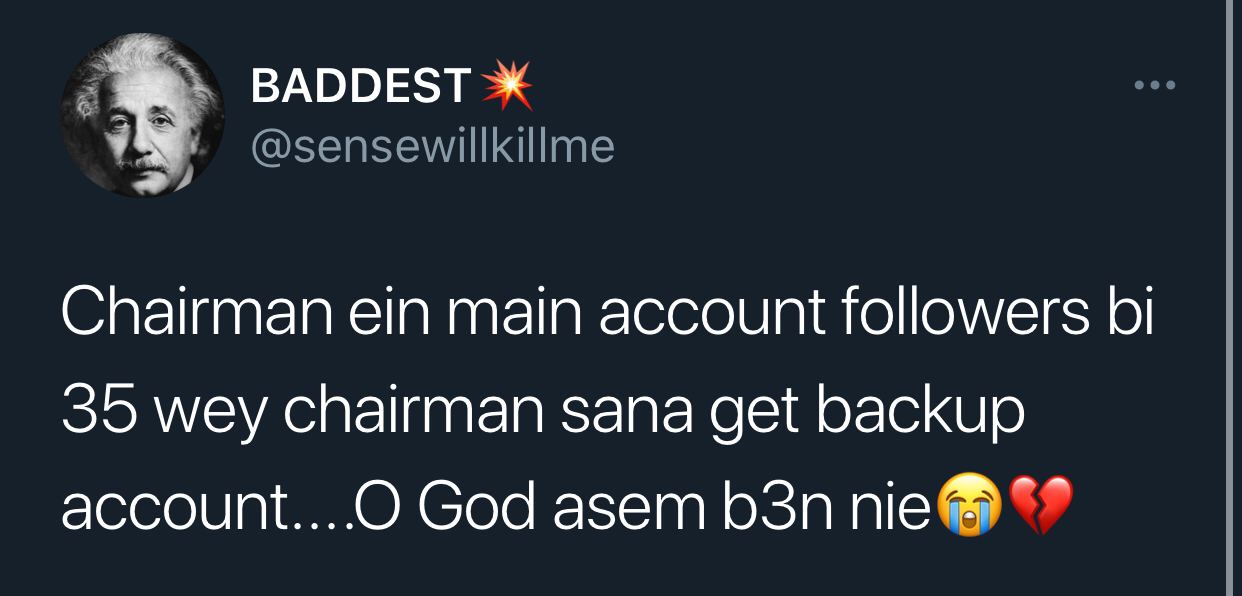 BADDEST💥
@sensewillkillme
Chairman ein main account followers bi
35 wey chairman sana get backup
account....O God asem b3n nie😭💔